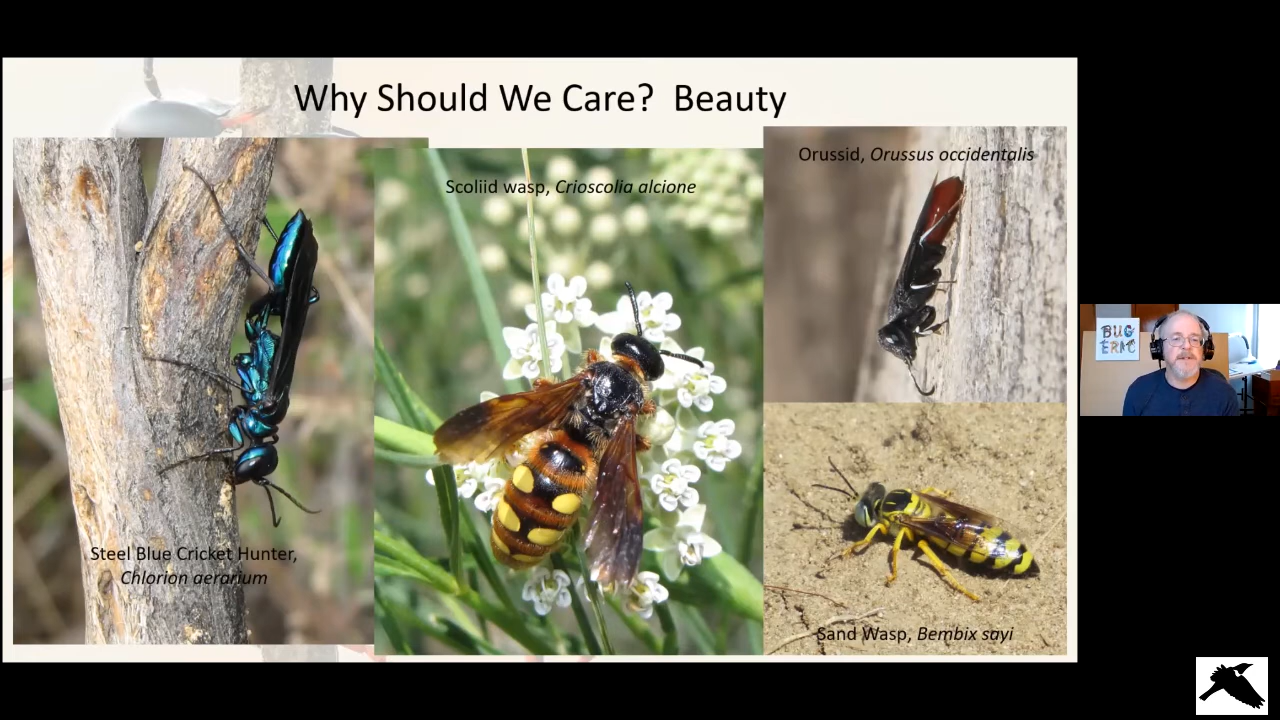 Why Should We Care?  Beauty
Steel Blue Cricket Hunter,
Chlorion aerarium
Scoliid wasp, Crioscolia alcione
Orussid, Orussus occidentalis
Sand Wasp, Bembix sayi
BUG
ERIC